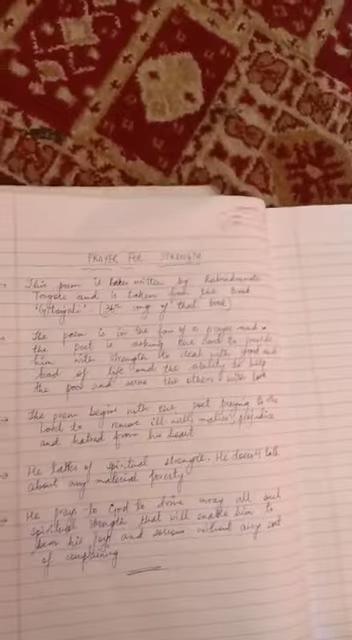 PRAYER FOR STRENGTH
→ This poem is written by Rabindranath
Tagore and is taken from the book
'Gitanjali' (36th song of that book)
→ The poem is in the form of a prayer
the poet is asking the Lord to provide
him with strength to deal with good and
bad of life and the ability to help
the poor and serve the others with love
→ The poem begins with the poet praying to the
Lord to remove ill will, malice, prejudice
and hatred from his heart
→ He talks of spiritual strength. He doesn't talk
about any material poverty
→ He prays to God to drive away all
spiritual strength that will enable him to
bear his joys and sorrows without any sort
of complaining